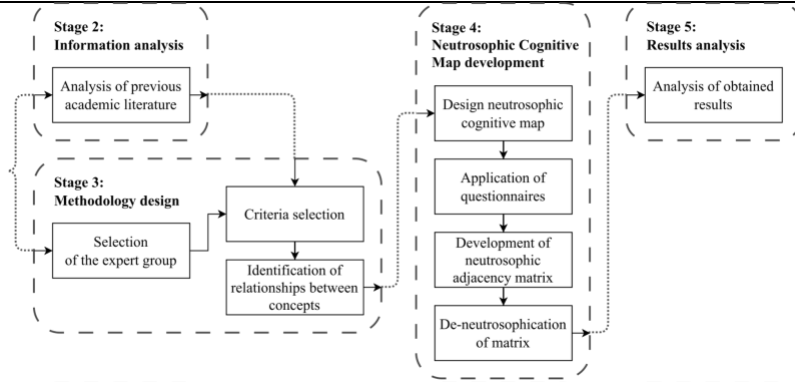 Stage 2:
Information analysis
Analysis of previous
academic literature
Stage 3:
Methodology design
Selection
of the expert group
Criteria selection
Identification of
relationships between
concepts
Stage 4:
Neutrosophic Cognitive
Map development
Design neutrosophic
cognitive map
Application of
questionnaires
Development of
neutrosophic
adjacency matrix
De-neutrosophication
of matrix
Stage 5:
Results analysis
Analysis of obtained
results